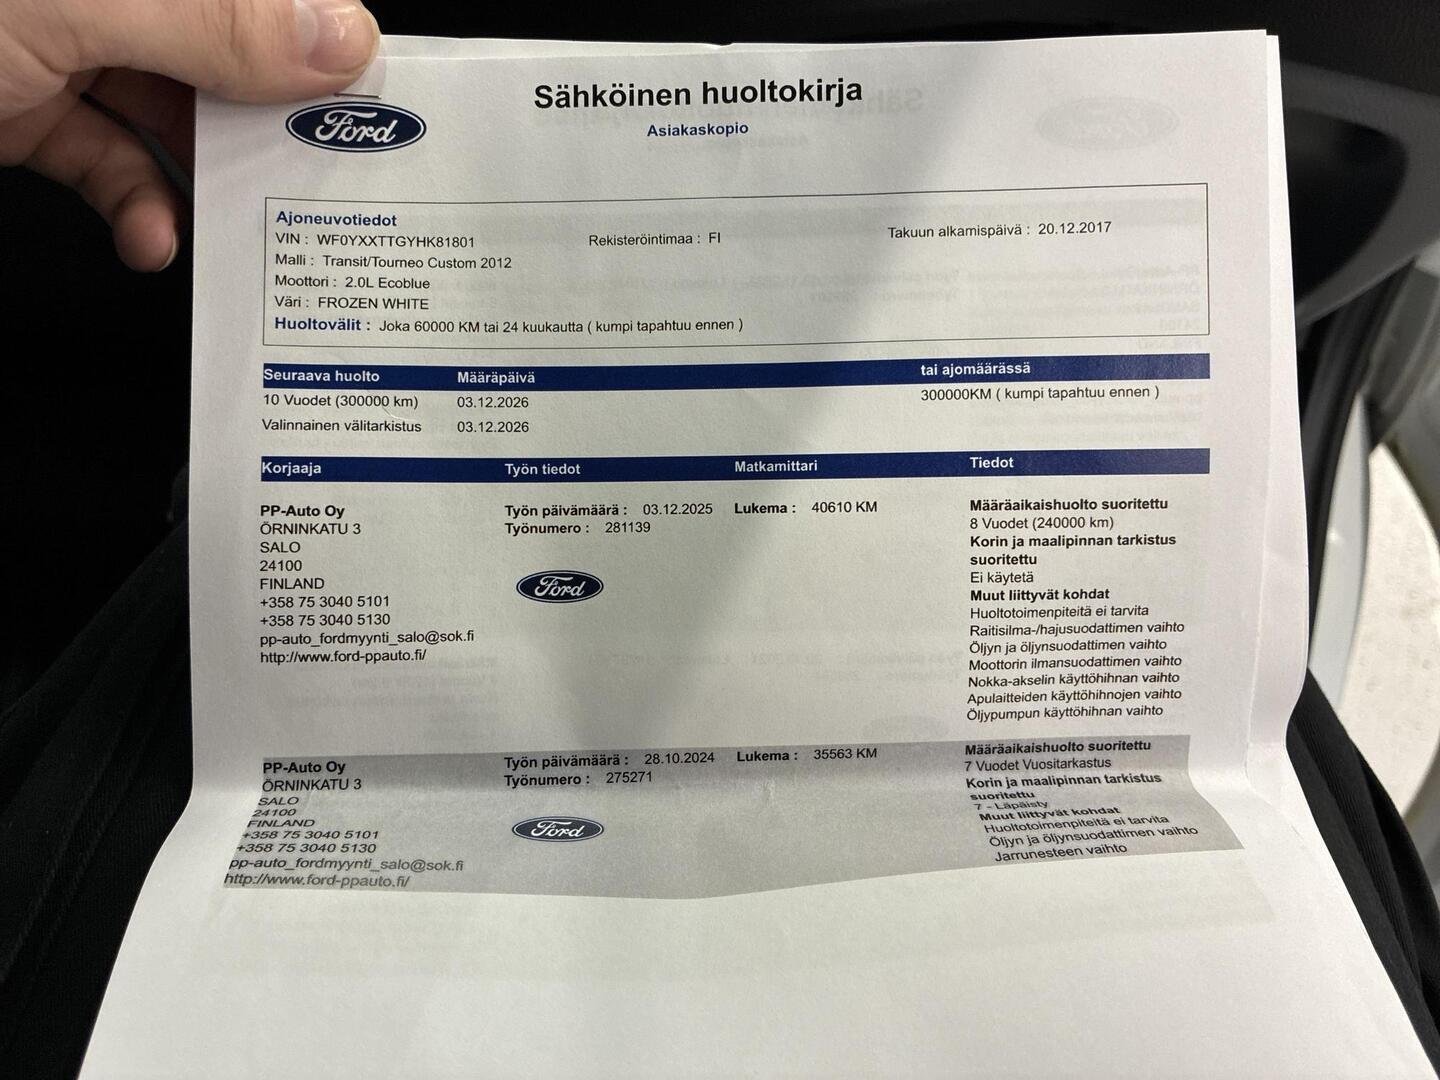 Sähköinen huoltokirja
Asiakaskopio
Ford
Ajoneuvotiedot
VIN : WF0YXXTTGYHK81801
Rekisteröintimaa : FI
Takuun alkamispäivä : 20.12.2017
Malli : Transit/Tourneo Custom 2012
Moottori : 2.0L Ecoblue
Väri : FROZEN WHITE
Huoltovälit : Joka 60000 KM tai 24 kuukautta ( kumpi tapahtuu ennen )
Seuraava huolto Määräpäivä tai ajomäärässä
10 Vuodet (300000 km) 03.12.2026 300000KM ( kumpi tapahtuu ennen )
Valinnainen välitarkistus 03.12.2026
Korjaaja Työn tiedot Matkamittari Tiedot
PP-Auto Oy
ÖRNINKATU 3
SALO
24100
FINLAND
+358 75 3040 5101
+358 75 3040 5130
pp-auto_fordmyynti_salo@sok.fi
http://www.ford-ppauto.fi/
Työn päivämäärä : 03.12.2025
Työnumero : 281139
Ford
Lukema : 40610 KM
Määräaikaishuolto suoritettu
8 Vuodet (240000 km)
Korin ja maalipinnan tarkistus
suoritettu
Ei käytetä
Muut liittyvät kohdat
Huoltotoimenpiteitä ei tarvita
Raitisilma-/hajusuodattimen vaihto
Öljyn ja öljynsuodattimen vaihto
Moottorin ilmansuodattimen vaihto
Nokka-akselin käyttöhihnan vaihto
Apulaitteiden käyttöhihnojen vaihto
Öljypumpun käyttöhihnan vaihto
PP-Auto Oy
ÖRNINKATU 3
SALO
24100
FINLAND
+358 75 3040 5101
+358 75 3040 5130
pp-auto_fordmyynti_salo@sok.fi
http://www.ford-ppauto.fi/
Työn päivämäärä : 28.10.2024
Työnumero : 275271
Ford
Lukema : 35563 KM
Määräaikaishuolto suoritettu
7 Vuodet Vuositarkastus
Korin ja maalipinnan tarkistus
suoritettu
7 - Läpäisty
Muut liittyvät kohdat
Huoltotoimenpiteitä ei tarvita
Öljyn ja öljynsuodattimen vaihto
Jarrunesteen vaihto